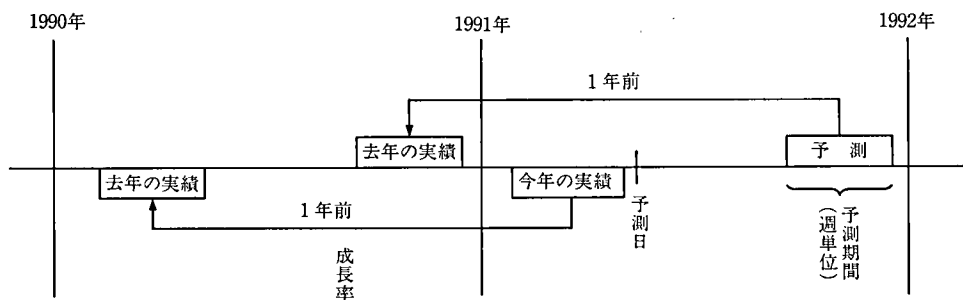 1990年
1991年
1992年
1年前
去年の実績
予測
去年の実績
今年の実績
1年前
予測日
予測期間
(週単位)
成長率